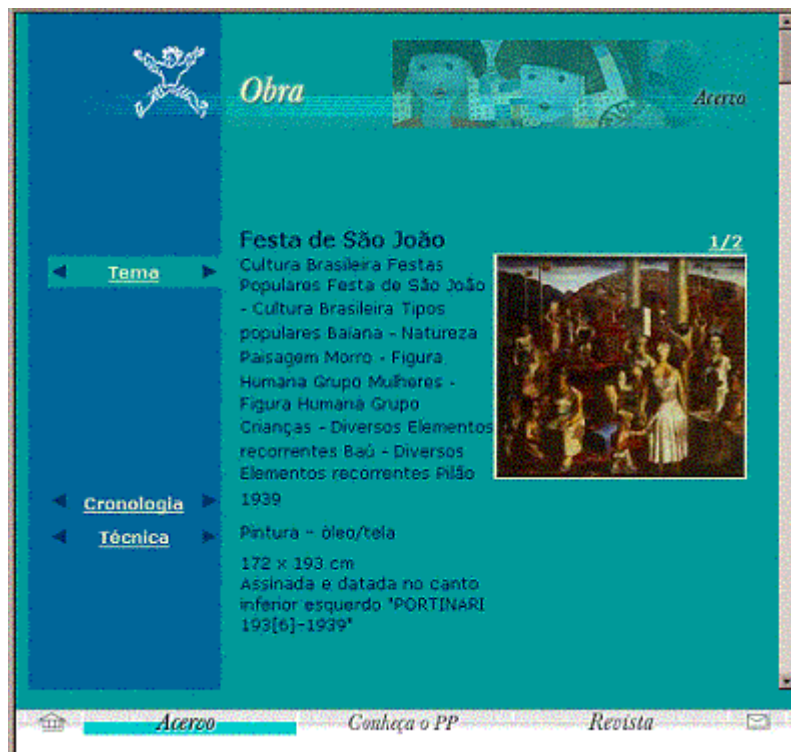 Obra
Acervo
Festa de São João
1/2
Tema
Cultura Brasileira Festas
Populares Festa de São João
- Cultura Brasileira Tipos
populares Baiana - Natureza
Paisagem Morro - Figura
Humana Grupo Mulheres -
Figura Humana Grupo
Crianças - Diversos Elementos
recorrentes Baú - Diversos
Elementos recorrentes Pilão
Cronologia
1939
Técnica
Pintura - óleo/tela
172 x 193 cm
Assinada e datada no canto
inferior esquerdo "PORTINARI
193[6]-1939"
Acervo
Conheça o PP
Revista